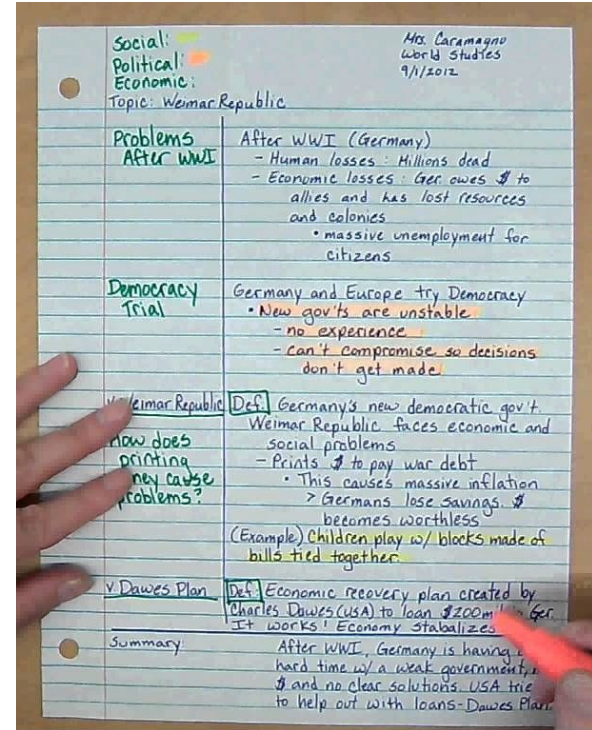 Social:
Political:
Economic:
Mrs. Caramagno
World Studies
9/1/2012
Topic: Weimar Republic
Problems
After WWI
After WWI (Germany)
- Human losses: Millions dead
- Economic losses: Ger. owes $ to
allies and has lost resources
and colonies
• massive unemployment for
citizens
Democracy
Trial
Germany and Europe try Democracy
• New gov'ts are unstable
- no experience
- can't compromise so decisions
don't get made
Weimar Republic
Def. Germany's new democratic gov't.
Weimar Republic faces economic and
social problems
How does
printing
cause
problems?
- Prints $ to pay war debt
• This causes massive inflation
> Germans lose savings. $
becomes worthless
(Example) Children play w/ blocks made of
bills tied together.
v Dawes Plan
Def. Economic recovery plan created by
Charles Dawes (USA) to loan $200 Ger.
It works! Economy stabalizes
Summary:
After WWI, Germany is having
hard time w/ a weak government,
$ and no clear solutions. USA
to help out with loans-Dawes Plan